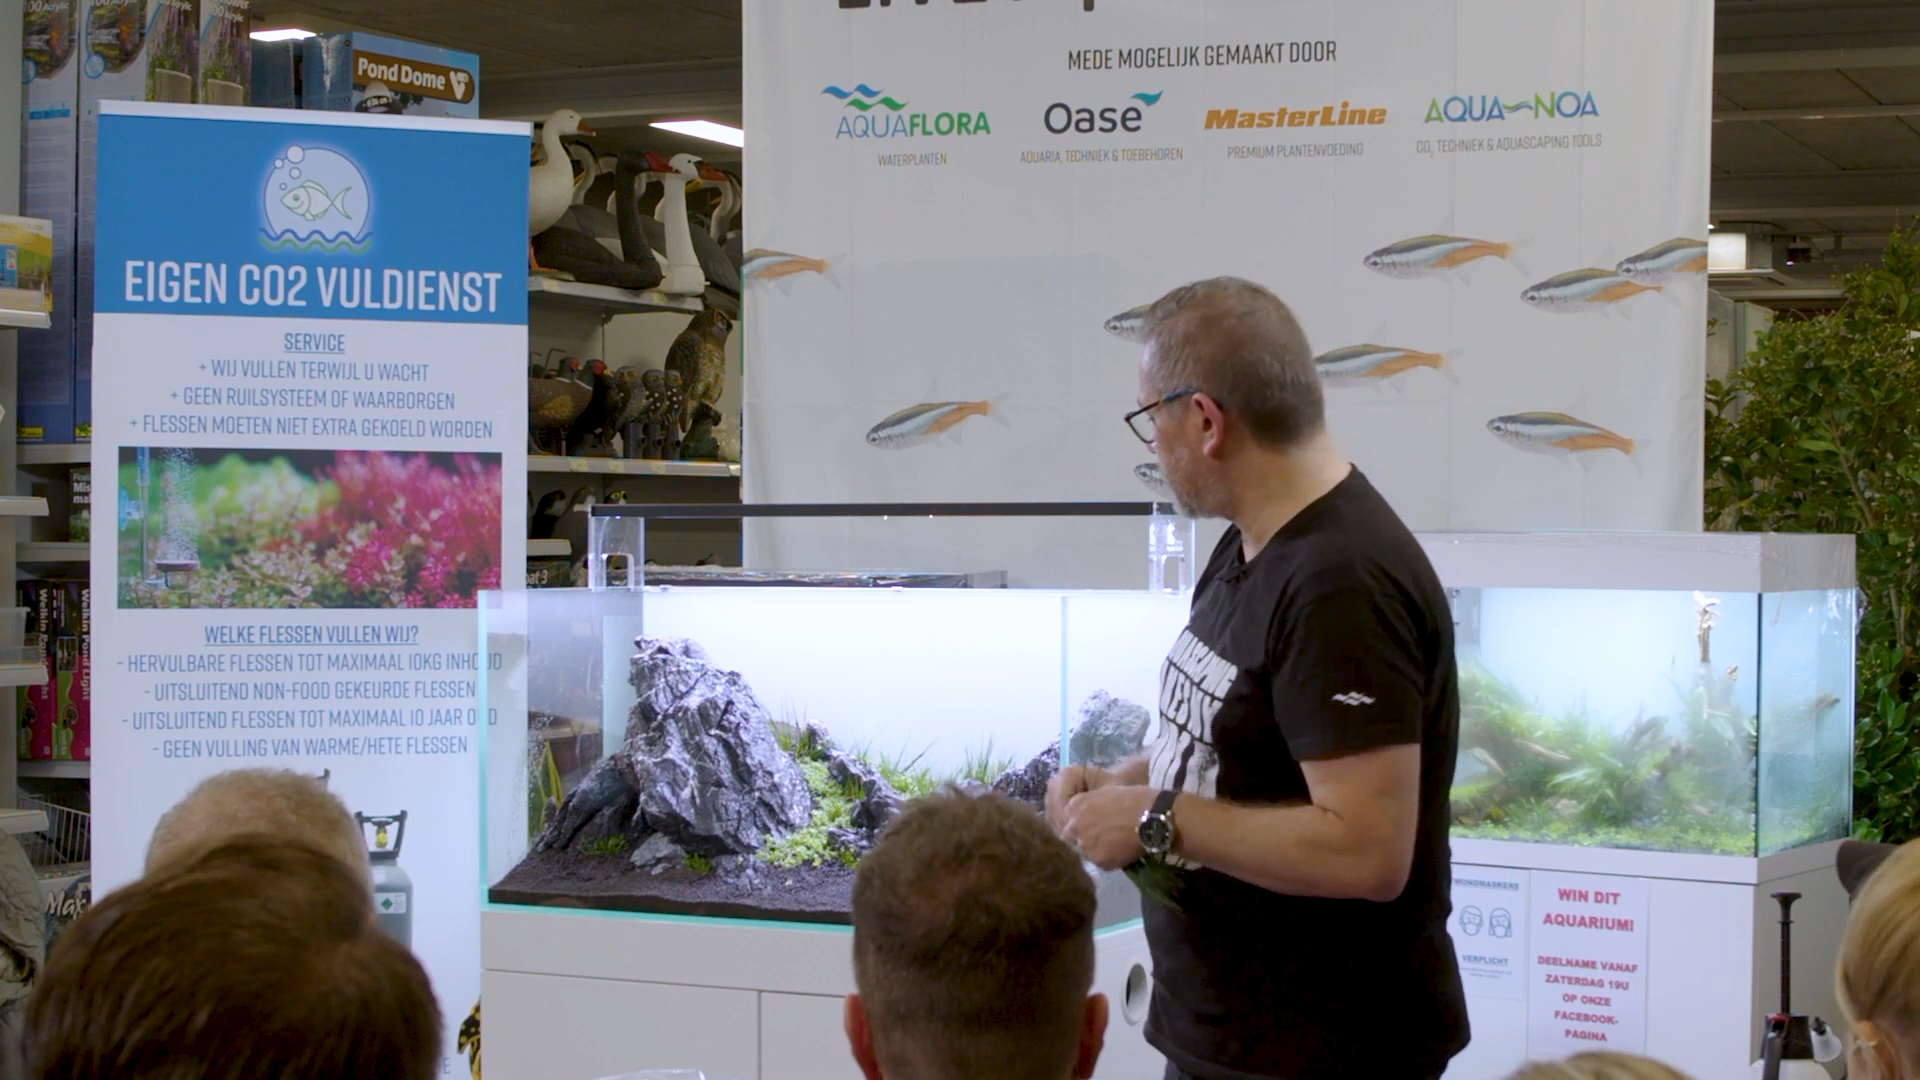 Pond Dome
EIGEN CO2 VULDIENST
SERVICE
+ WIJ VULLEN TERWIJL U WACHT
+ GEEN RUILSYSTEEM OF WAARBORGEN
+ FLESSEN MOETEN NIET EXTRA GEKOELD WORDEN
WELKE FLESSEN VULLEN WIJ?
- HERVULBARE FLESSEN TOT MAXIMAAL 10KG INHOUD
- UITSLUITEND NON-FOOD GEKEURDE FLESSEN
- UITSLUITEND FLESSEN TOT MAXIMAAL 10 JAAR OUD
- GEEN VULLING VAN WARME/HETE FLESSEN
MEDE MOGELIJK GEMAAKT DOOR
AQUAFLORA
WATERPLANTEN
Oase
AQUARIA, TECHNIEK & TOEBEHOREN
MasterLine
PREMIUM PLANTENVOEDING
AQUA-NOA
CO2 TECHNIEK & AQUASCAPING TOOLS
MONDMASKERS
VERPLICHT
WIN DIT
AQUARIUM!
DEELNAME VANAF
ZATERDAG 19U
OP ONZE
FACEBOOK-
PAGINA